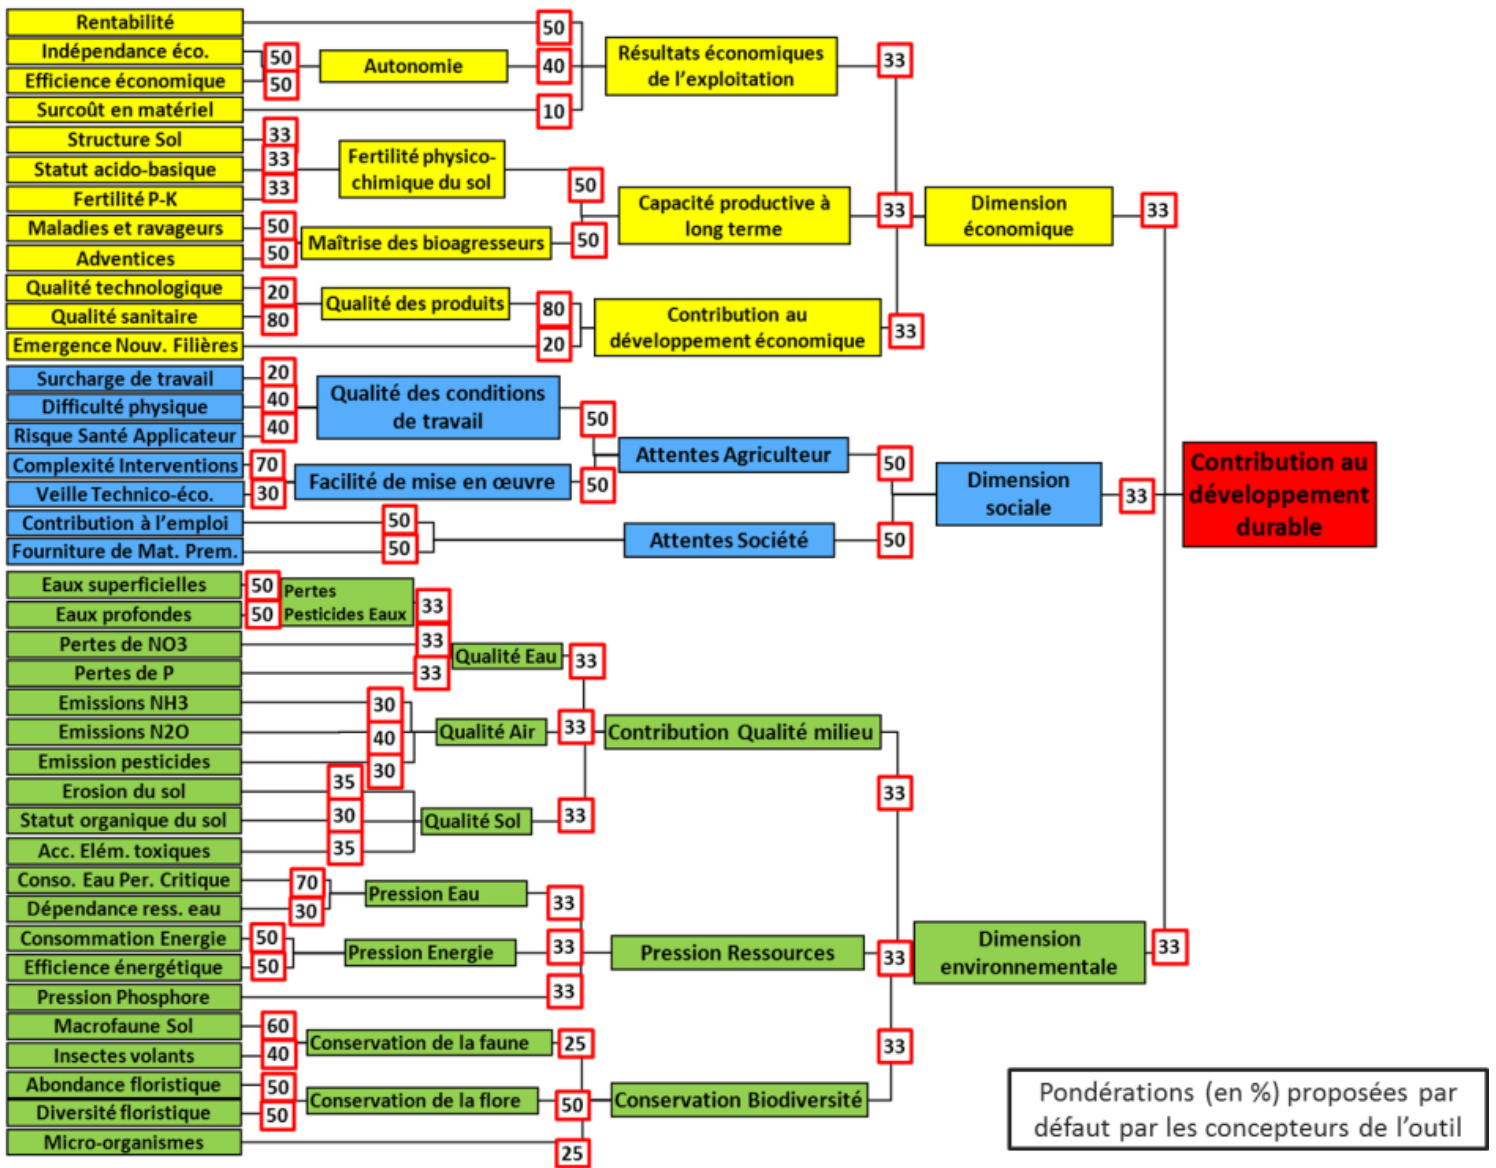 Rentabilité
50
Indépendance éco.
50
Autonomie
40
Résultats économiques
de l'exploitation
33
Efficience économique
50
Surcoût en matériel
10
Structure Sol
33
Statut acido-basique
33
Fertilité physico-
chimique du sol
50
Fertilité P-K
33
Capacité productive à
long terme
33
Dimension
économique
33
Maladies et ravageurs
50
Maîtrise des bioagresseurs
50
Adventices
50
Qualité technologique
20
Qualité des produits
80
Qualité sanitaire
80
Contribution au
développement économique
33
Emergence Nouv. Filières
20
Surcharge de travail
20
Difficulté physique
40
Qualité des conditions
de travail
50
Risque Santé Applicateur
40
Attentes Agriculteur
50
Complexité Interventions
70
Facilité de mise en œuvre
50
Veille Technico-éco.
30
Dimension
sociale
33
Contribution au
développement
durable
Contribution à l'emploi
50
Attentes Société
50
Fourniture de Mat. Prem.
50
Eaux superficielles
50
Pertes
Pesticides Eaux
33
Eaux profondes
50
Pertes de NO3
33
Qualité Eau
33
Pertes de P
33
Emissions NH3
30
Emissions N2O
40
Qualité Air
33
Contribution Qualité milieu
33
Emission pesticides
30
Erosion du sol
35
Statut organique du sol
30
Qualité Sol
33
Acc. Elém. toxiques
35
Conso. Eau Per. Critique
70
Pression Eau
33
Dépendance ress. eau
30
Consommation Energie
50
Pression Energie
33
Pression Ressources
33
Dimension
environnementale
33
Efficience énergétique
50
Pression Phosphore
33
Macrofaune Sol
60
Conservation de la faune
25
33
Insectes volants
40
Abondance floristique
50
Conservation de la flore
50
Conservation Biodiversité
Diversité floristique
50
Micro-organismes
25
Pondérations (en %) proposées par
défaut par les concepteurs de l'outil